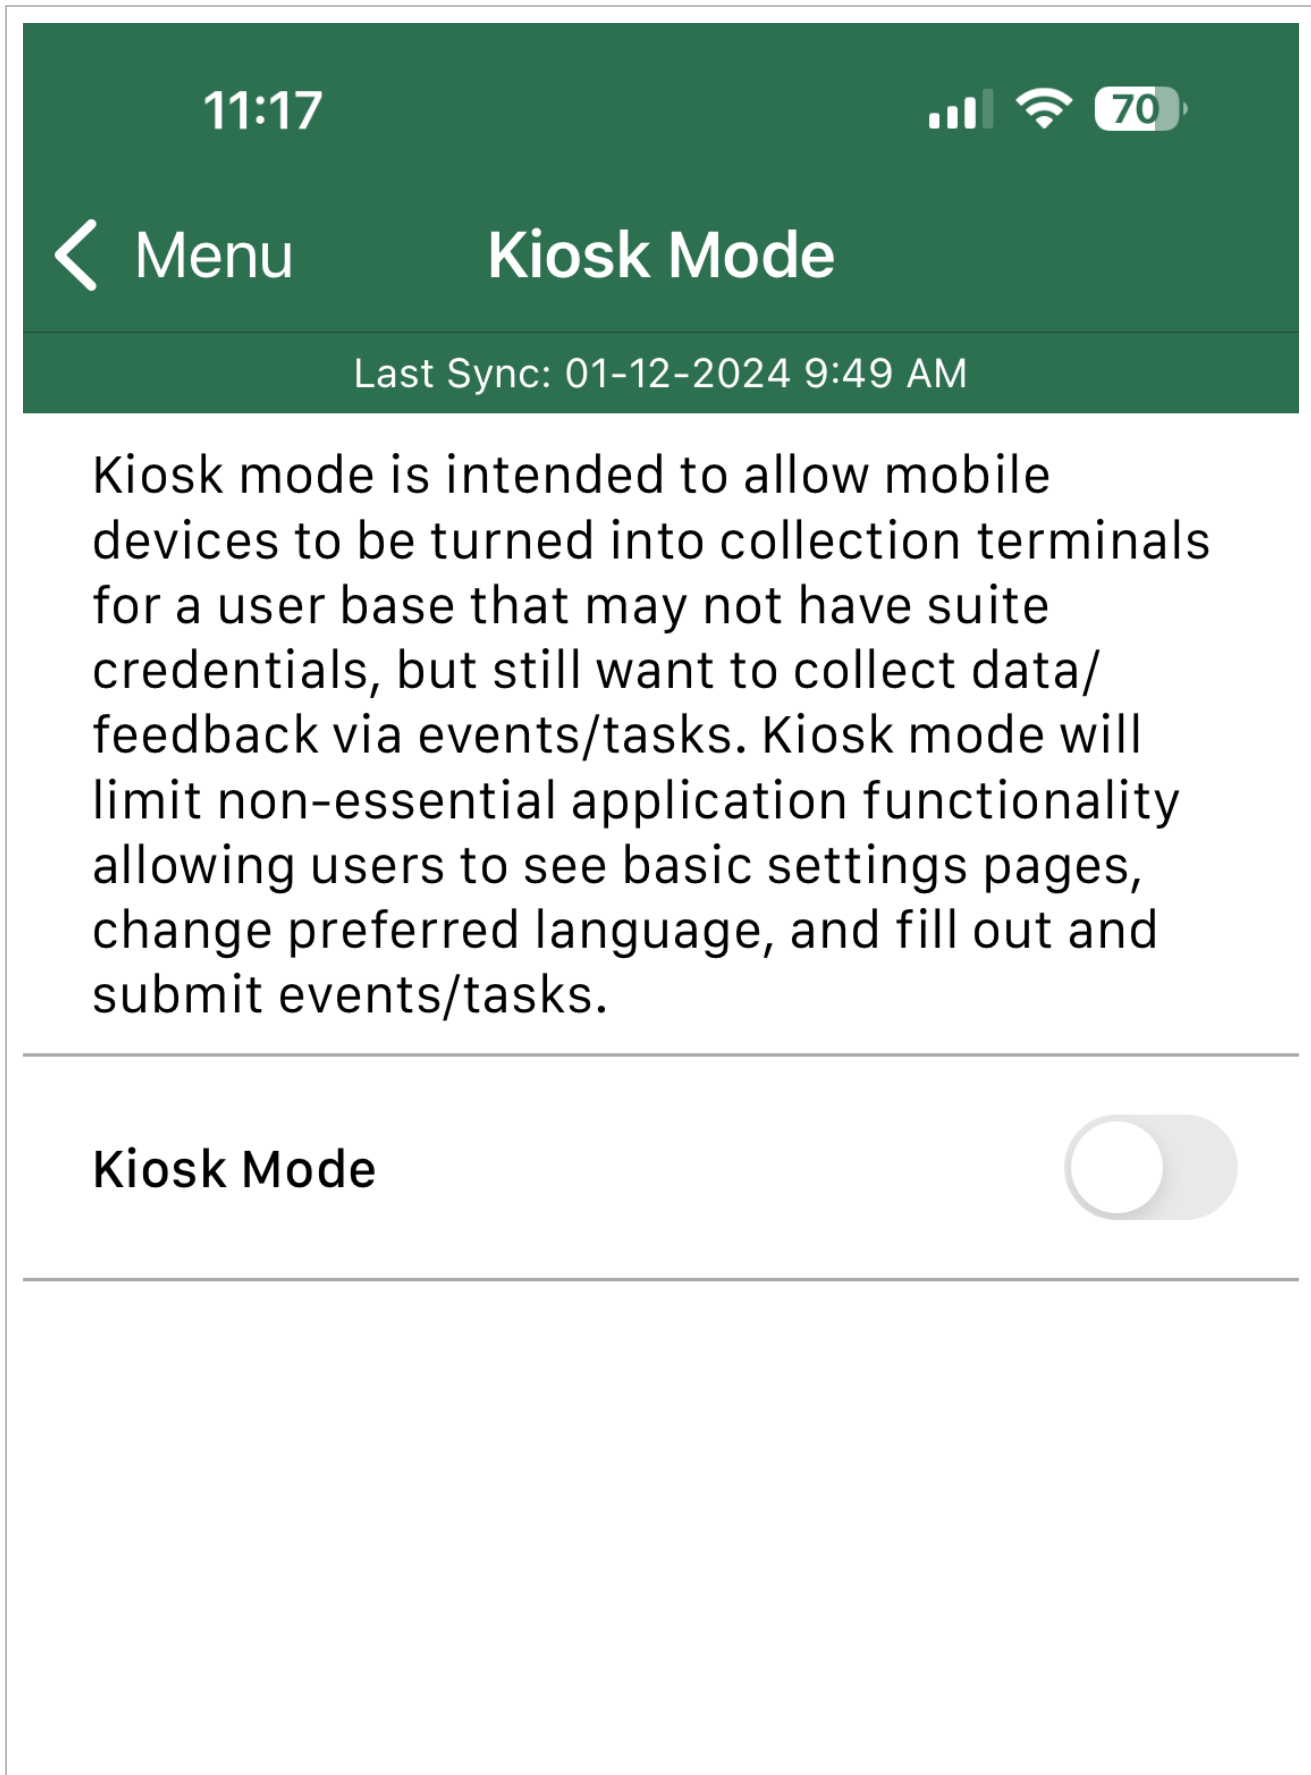 11:17
70
Menu
Kiosk Mode
Last Sync: 01-12-2024 9:49 AM
Kiosk mode is intended to allow mobile
devices to be turned into collection terminals
for a user base that may not have suite
credentials, but still want to collect data/
feedback via events/tasks. Kiosk mode will
limit non-essential application functionality
allowing users to see basic settings pages,
change preferred language, and fill out and
submit events/tasks.
Kiosk Mode